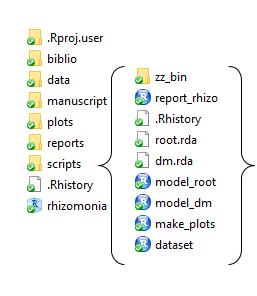 .Rproj.user
biblio
data
manuscript
plots
reports
scripts
.Rhistory
rhizomonia
zz_bin
report_rhizo
.Rhistory
root.rda
dm.rda
model_root
model_dm
make_plots
dataset